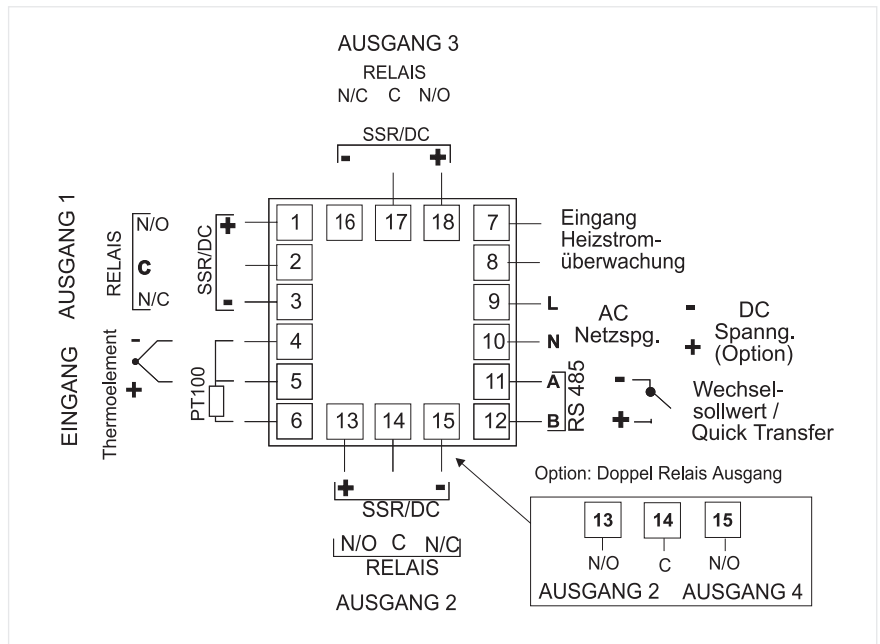 AUSGANG 3
RELAIS
N/C C N/O
SSR/DC
- +
AUSGANG 1
RELAIS
N/O
C
N/C
SSR/DC
+
-
1
2
3
4
5
6
16 17 18
7
8
9
10
11
12
13 14 15
EINGANG
Thermoelement
-
+
PT100
Eingang
Heizstrom-
überwachung
L
N
AC
Netzspg.
-
+
DC
Spanng.
(Option)
A
B
RS 485
-
+
Wechsel-
sollwert /
Quick Transfer
+ -
SSR/DC
N/O C N/C
RELAIS
AUSGANG 2
Option: Doppel Relais Ausgang
13 14 15
N/O C N/O
AUSGANG 2 AUSGANG 4